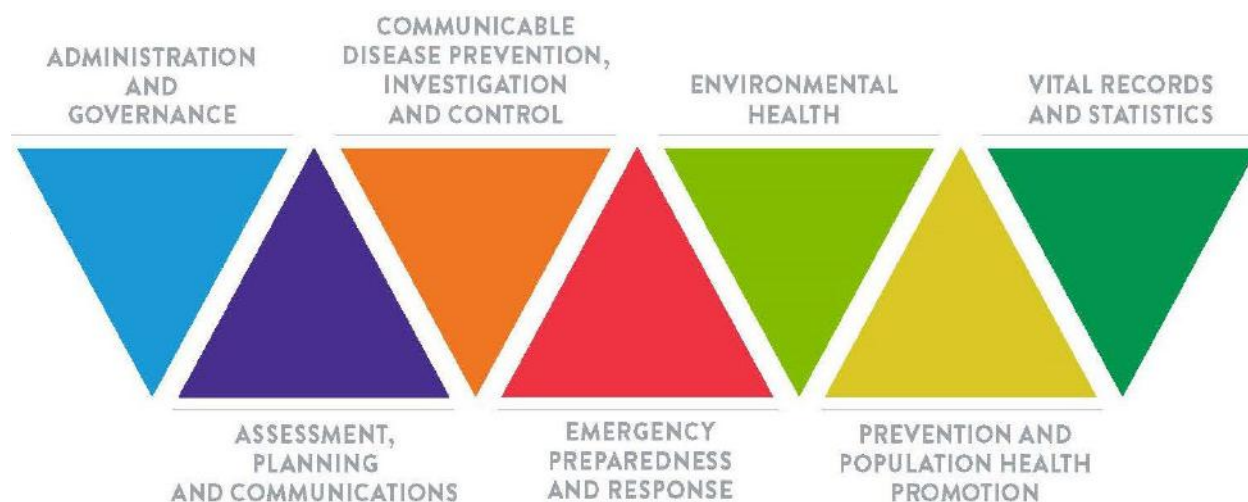 ADMINISTRATION
AND
GOVERNANCE
COMMUNICABLE
DISEASE PREVENTION,
INVESTIGATION
AND CONTROL
ENVIRONMENTAL
HEALTH
VITAL RECORDS
AND STATISTICS
ASSESSMENT,
PLANNING
AND COMMUNICATIONS
EMERGENCY
PREPAREDNESS
AND RESPONSE
PREVENTION AND
POPULATION HEALTH
PROMOTION